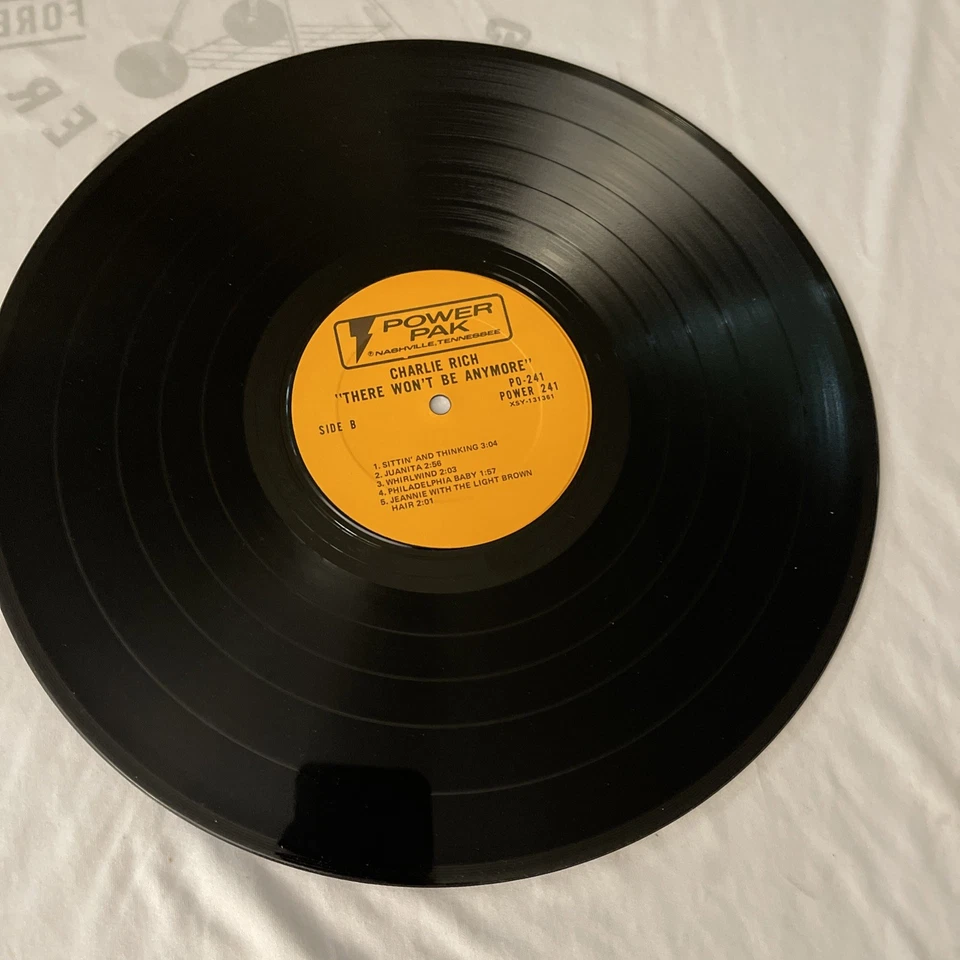 FORE
ER
POWER
PAK
® NASHVILLE, TENNESSEE
CHARLIE RICH
"THERE WON'T BE ANYMORE"
PO-241
POWER 241
XSY-131361
SIDE B
1. SITTIN' AND THINKING 3:04
2. JUANITA 2:56
3. WHIRLWIND 2:03
4. PHILADELPHIA BABY 1:57
5. JEANNIE WITH THE LIGHT BROWN
HAIR 2:01